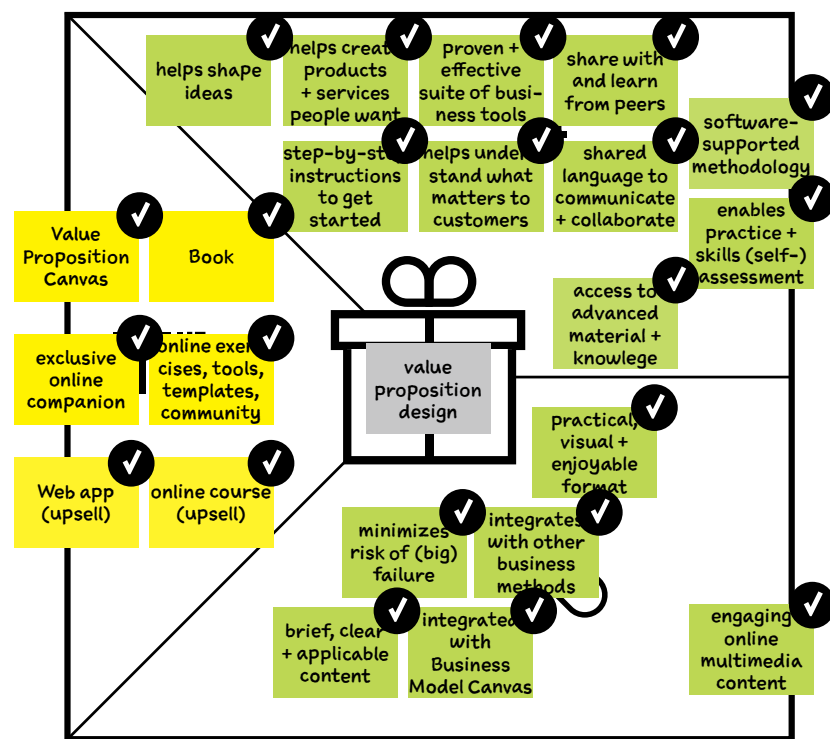 helps shape
ideas
helps create
products
+ services
people want
proven +
effective
suite of busi-
ness tools
share with
and learn
from peers
software-
supported
methodology
step-by-step
instructions
to get
started
helps under-
stand what
matters to
customers
shared
language to
communicate
+ collaborate
enables
practice +
skills (self-)
assessment
Value
Proposition
Canvas
Book
access to
advanced
material +
knowlege
exclusive
online
companion
online exer-
cises, tools,
templates,
community
value
proposition
design
practical,
visual +
enjoyable
format
Web app
(upsell)
online course
(upsell)
minimizes
risk of (big)
failure
integrates
with other
business
methods
brief, clear
+ applicable
content
integrated
with
Business
Model Canvas
engaging
online
multimedia
content